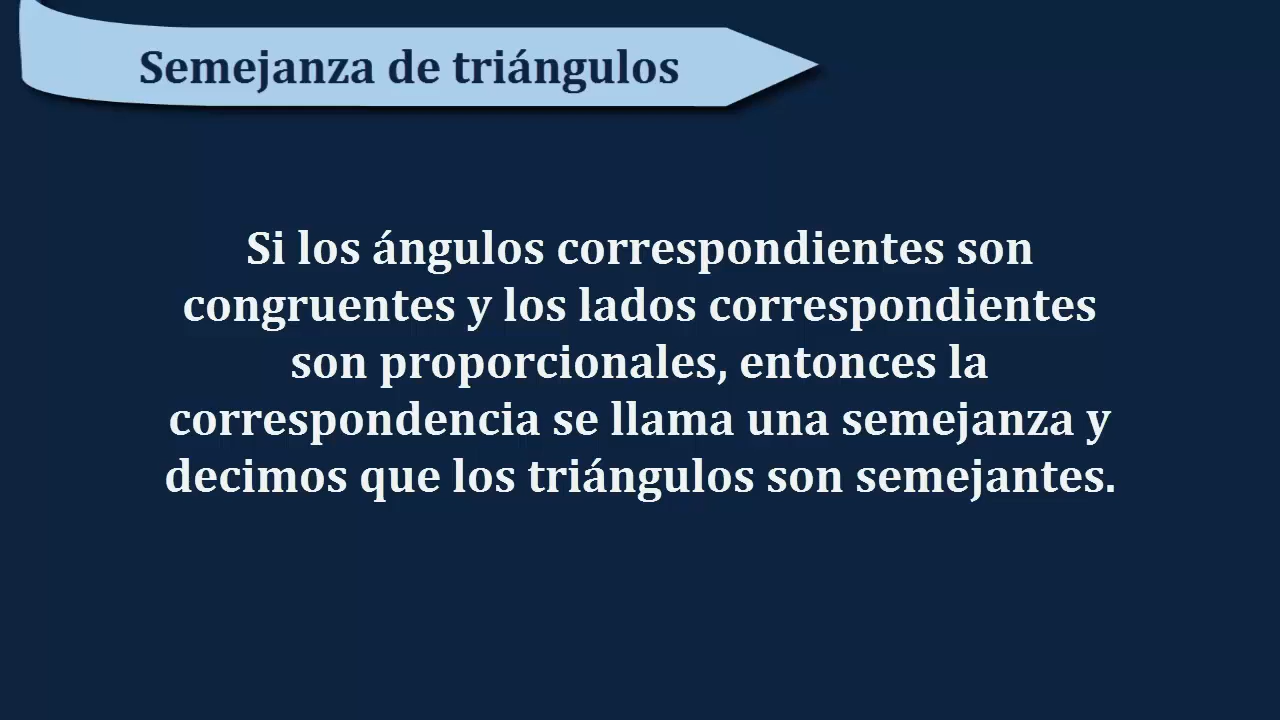 Semejanza de triángulos
Si los ángulos correspondientes son
congruentes y los lados correspondientes
son proporcionales, entonces la
correspondencia se llama una semejanza y
decimos que los triángulos son semejantes.